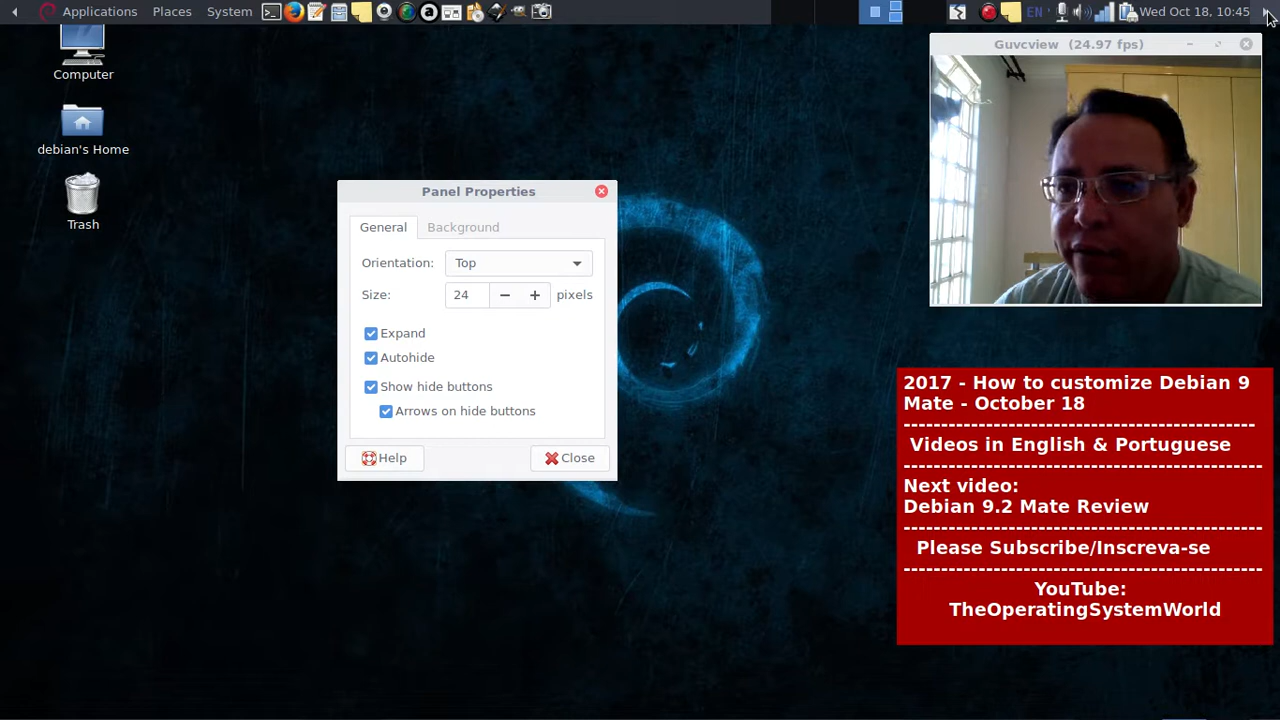 Applications Places System EN Wed Oct 18, 10:45
Computer
debian's Home
Trash
Guvcview (24.97 fps)
Panel Properties
General Background
Orientation: Top
Size: 24 pixels
Expand
Autohide
Show hide buttons
Arrows on hide buttons
Help Close
2017 - How to customize Debian 9
Mate - October 18
-----------------------------------------------
Videos in English & Portuguese
------------------------------------------------
Next video:
Debian 9.2 Mate Review
------------------------------------------------
Please Subscribe/Inscreva-se
------------------------------------------------
YouTube:
TheOperatingSystemWorld